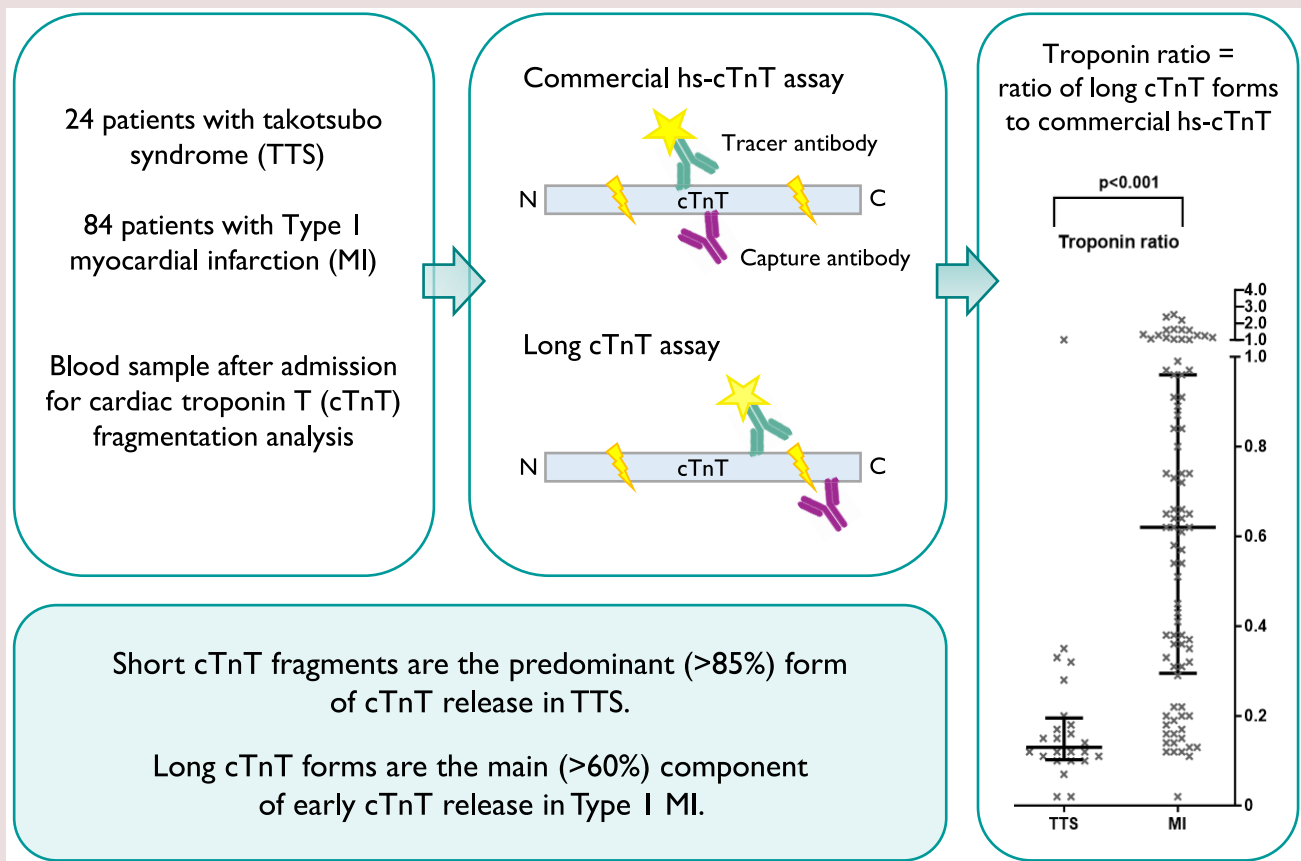 24 patients with takotsubo
syndrome (TTS)
84 patients with Type 1
myocardial infarction (MI)
Blood sample after admission
for cardiac troponin T (cTnT)
fragmentation analysis
Commercial hs-cTnT assay
Tracer antibody
N
cTnT
C
Capture antibody
Long cTnT assay
N
cTnT
C
Troponin ratio =
ratio of long cTnT forms
to commercial hs-cTnT
p<0.001
Troponin ratio
4.0
3.0
2.0
1.0
1.0
0.8
0.6
0.4
0.2
0
TTS
MI
Short cTnT fragments are the predominant (>85%) form
of cTnT release in TTS.
Long cTnT forms are the main (>60%) component
of early cTnT release in Type 1 MI.